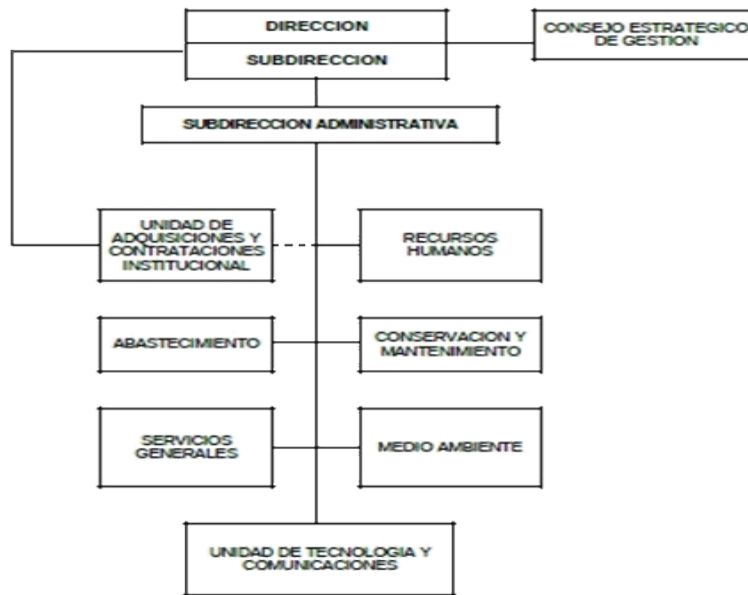 DIRECCION
SUBDIRECCION
CONSEJO ESTRATEGICO
DE GESTION
SUBDIRECCION ADMINISTRATIVA
UNIDAD DE
ADQUISICIONES Y
CONTRATACIONES
INSTITUCIONAL
RECURSOS
HUMANOS
ABASTECIMIENTO
CONSERVACION Y
MANTENIMIENTO
SERVICIOS
GENERALES
MEDIO AMBIENTE
UNIDAD DE TECNOLOGIA Y
COMUNICACIONES